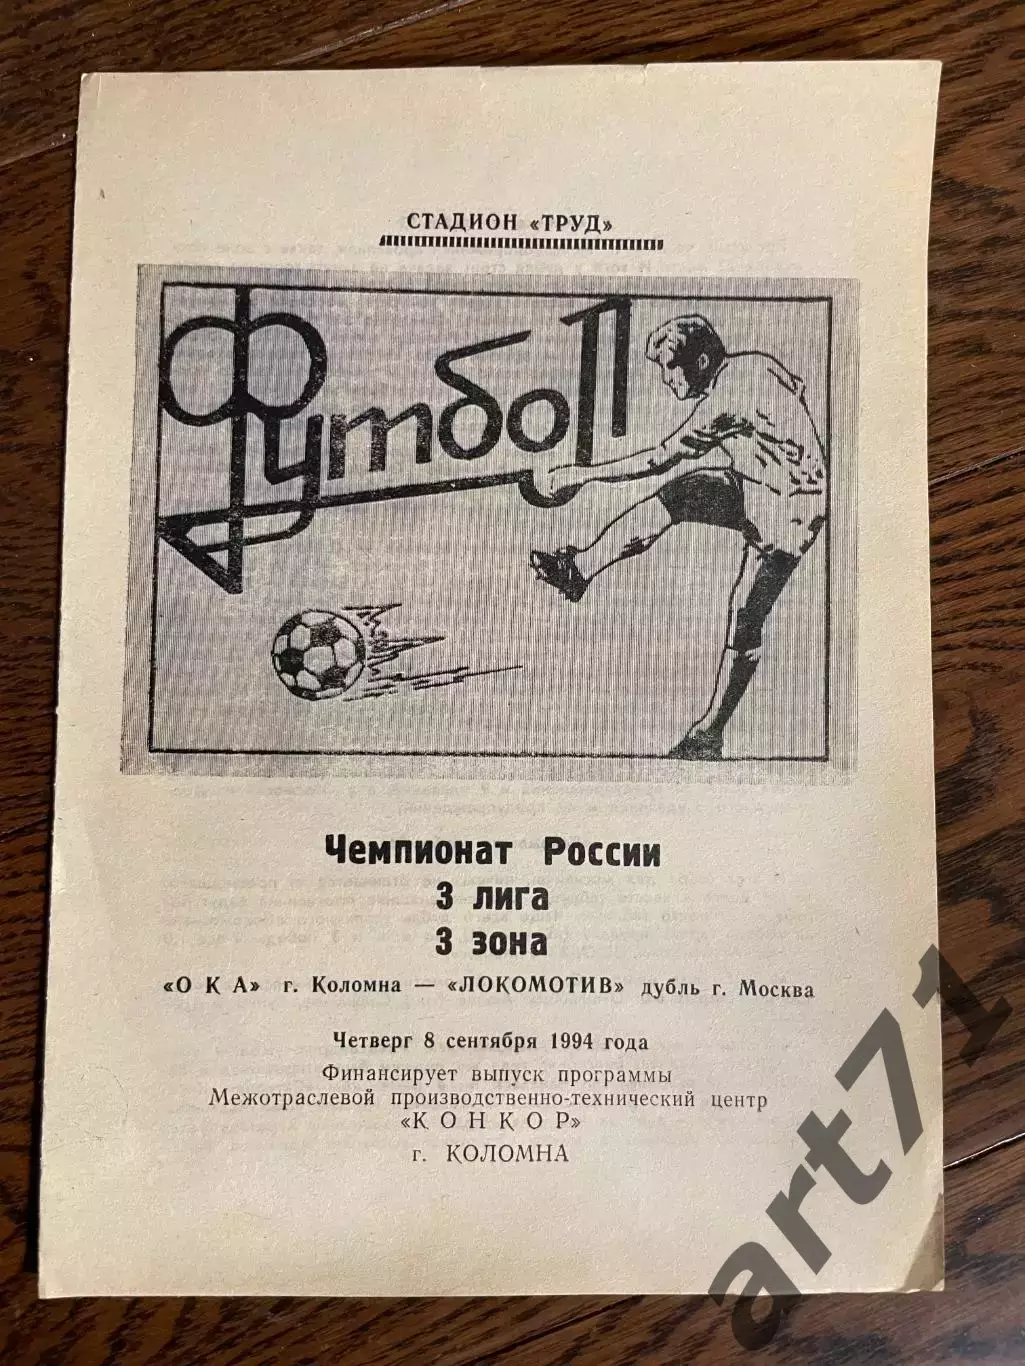 СТАДИОН «ТРУД»
Футбол
Чемпионат России
3 лига
3 зона
«О К А» г. Коломна — «ЛОКОМОТИВ» дубль г. Москва
Четверг 8 сентября 1994 года
Финансирует выпуск программы
Межотраслевой производственно-технический центр
«К О Н К О Р»
г. КОЛОМНА
art71